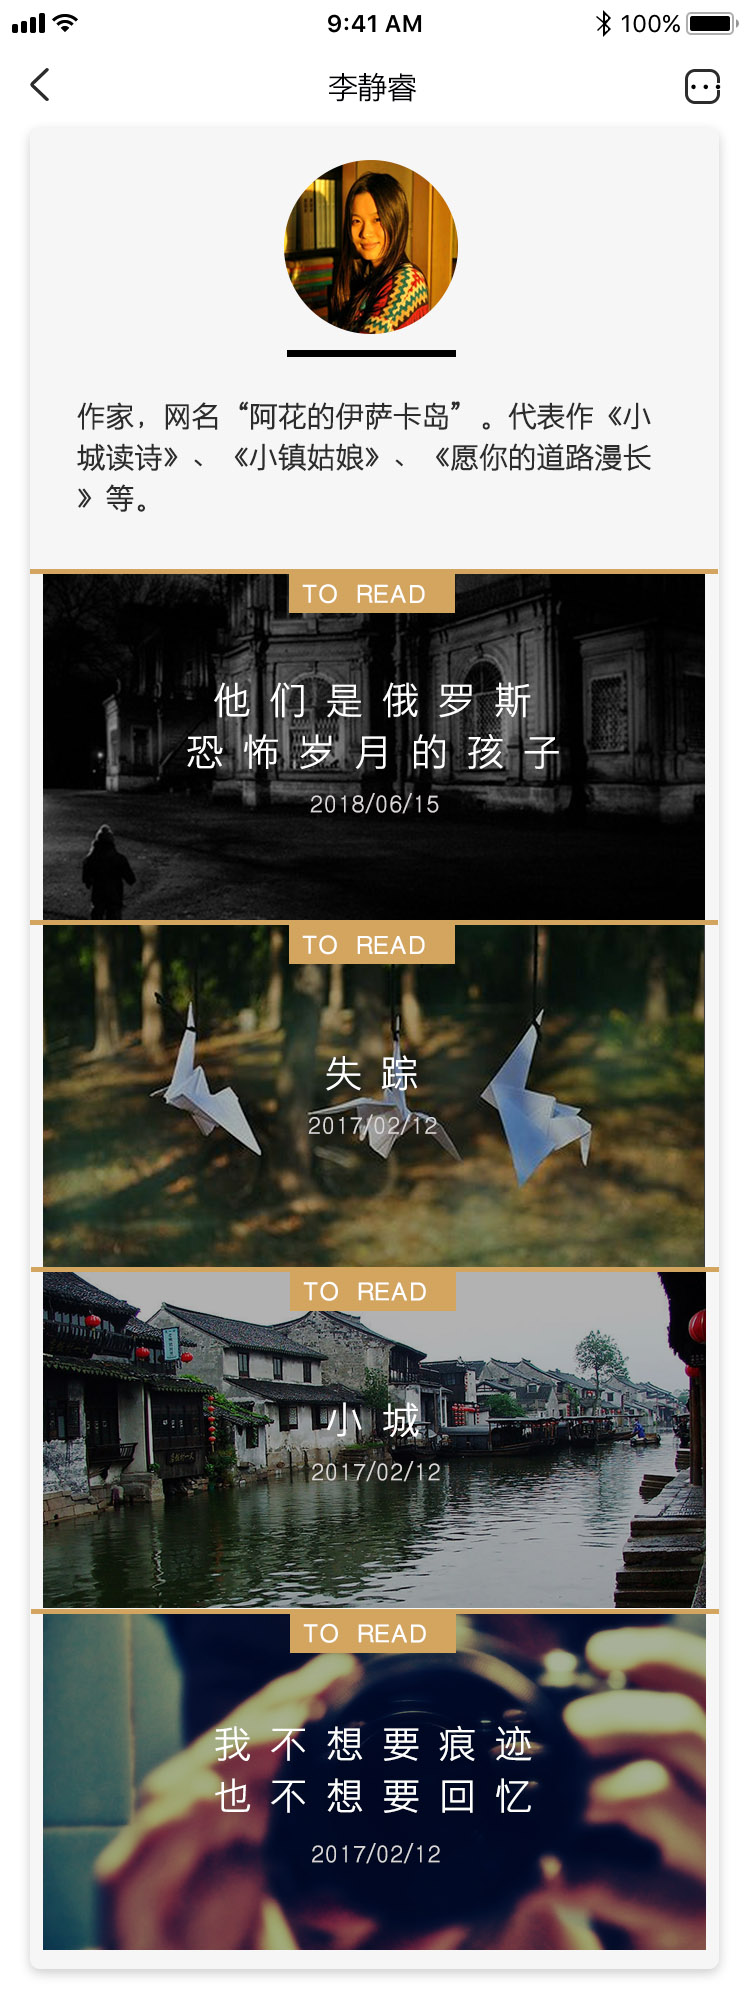 9:41 AM
100%
李静睿
作家，网名“阿花的伊萨卡岛”。代表作《小
城读诗》、《小镇姑娘》、《愿你的道路漫长
》等。
TO READ
他们是俄罗斯
恐怖岁月的孩子
2018/06/15
TO READ
失踪
2017/02/12
TO READ
小城
2017/02/12
TO READ
我不想要痕迹
也不想要回忆
2017/02/12